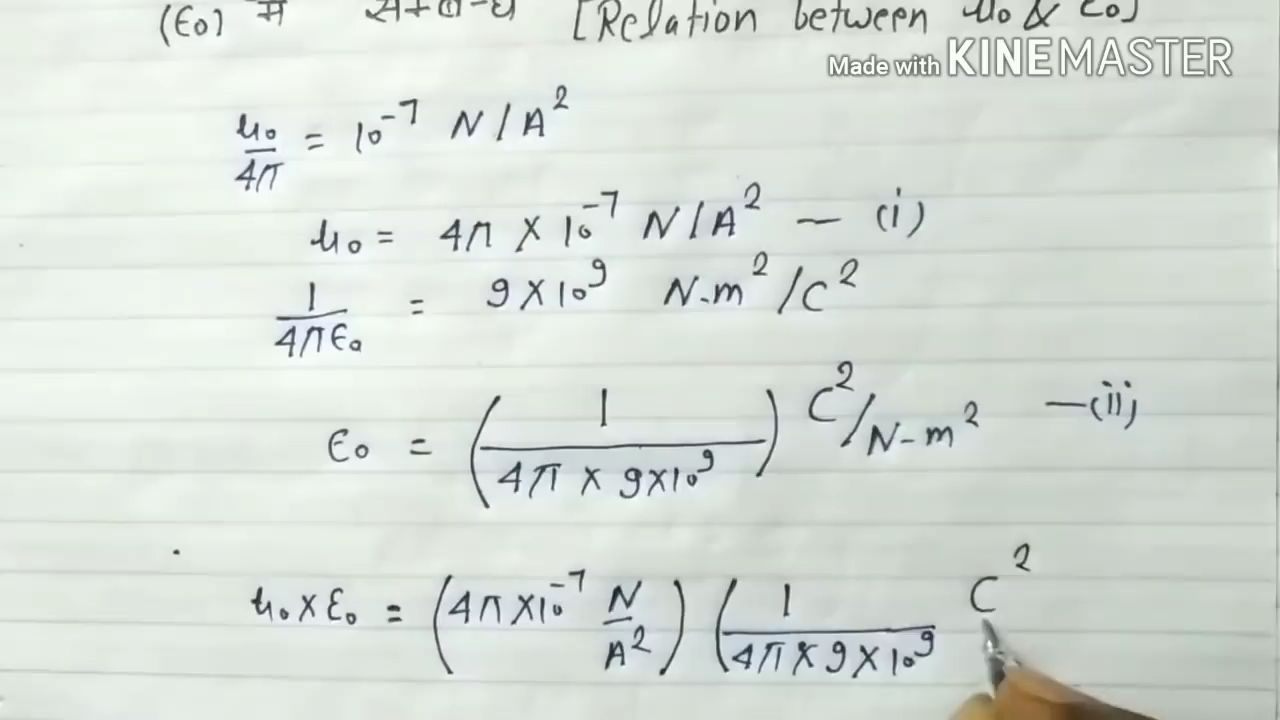 (ε₀) में सम्बन्ध [Relation between μ₀ & ε₀]
Made with KINEMASTER
μ₀/4π = 10⁻⁷ N/A²
μ₀ = 4π × 10⁻⁷ N/A² — (i)
1/4πε₀ = 9×10⁹ N-m²/C²
ε₀ = (1/4π × 9×10⁹) C²/N-m² —(ii)
μ₀×ε₀ = (4π×10⁻⁷ N/A²) (1/4π×9×10⁹ C²